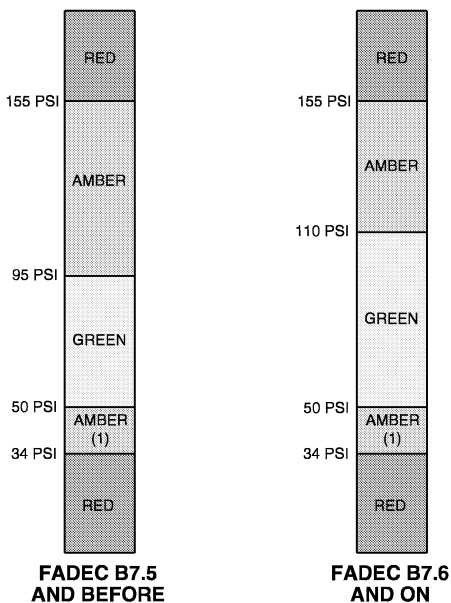 RED
155 PSI
AMBER
95 PSI
GREEN
50 PSI
AMBER
(1)
34 PSI
RED
FADEC B7.5
AND BEFORE
RED
155 PSI
AMBER
110 PSI
GREEN
50 PSI
AMBER
(1)
34 PSI
RED
FADEC B7.6
AND ON